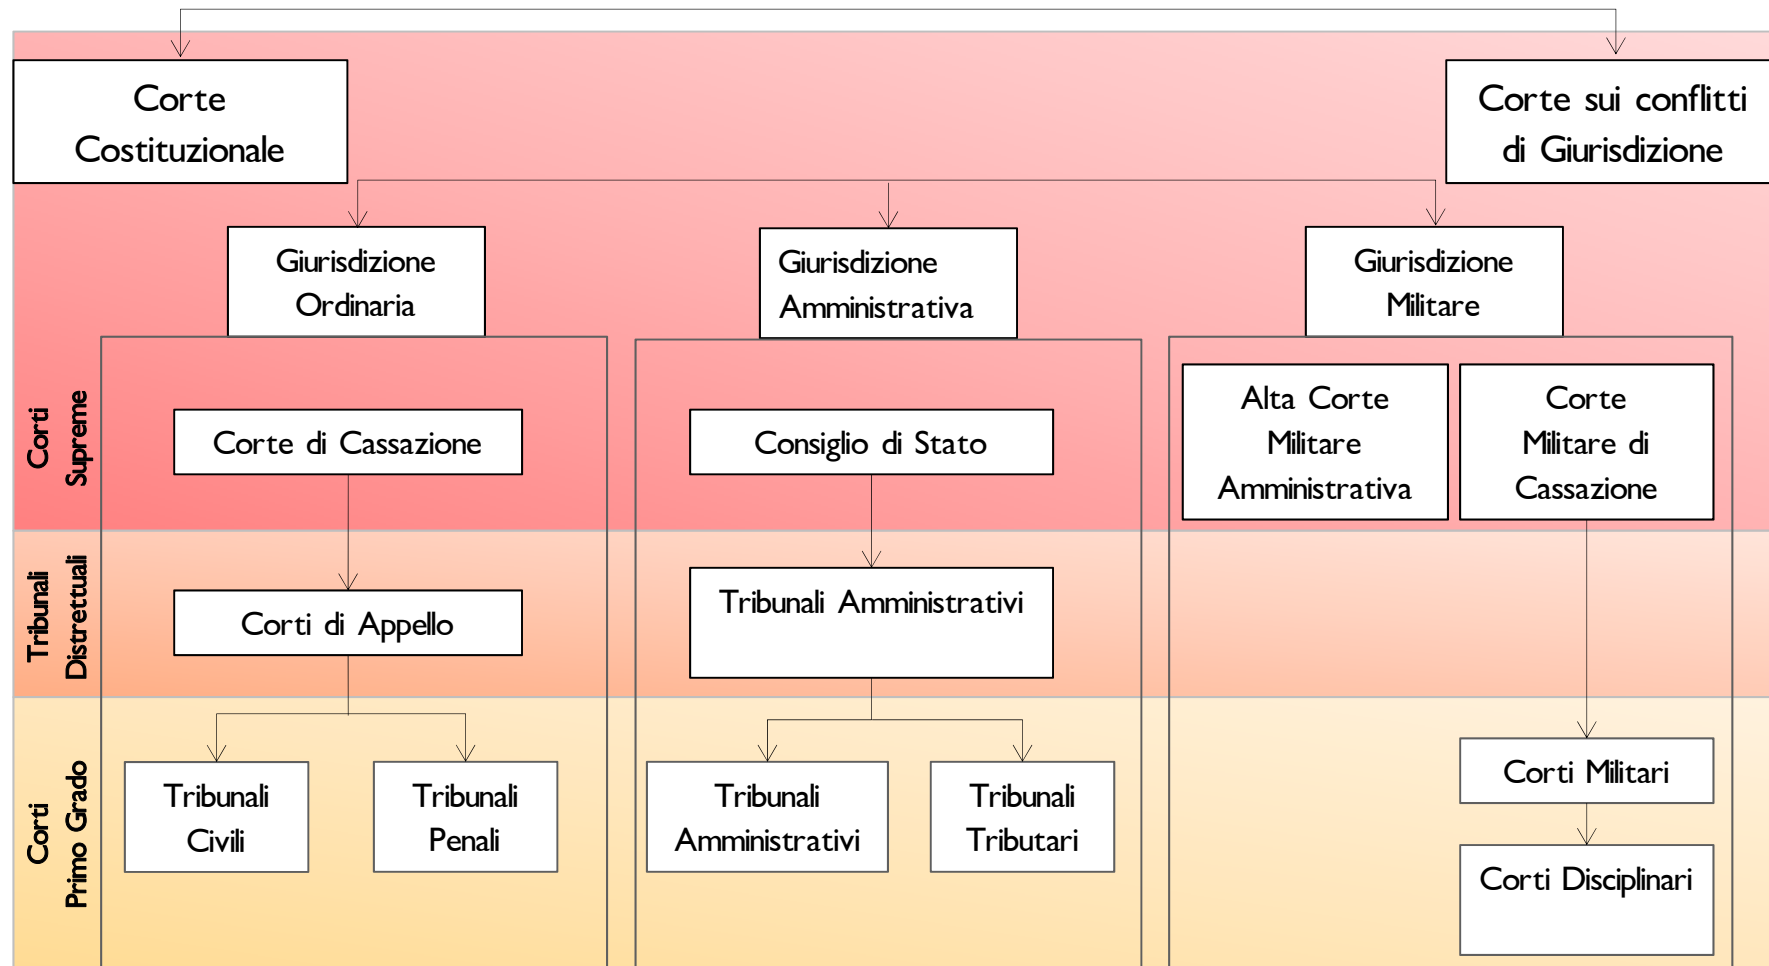 Corte
Costituzionale
Corte sui conflitti
di Giurisdizione
Giurisdizione
Ordinaria
Giurisdizione
Amministrativa
Giurisdizione
Militare
Corti
Supreme
Corte di Cassazione
Consiglio di Stato
Alta Corte
Militare
Amministrativa
Corte
Militare di
Cassazione
Tribunali
Distrettuali
Corti di Appello
Tribunali Amministrativi
Corti
Primo Grado
Tribunali
Civili
Tribunali
Penali
Tribunali
Amministrativi
Tribunali
Tributari
Corti Militari
Corti Disciplinari